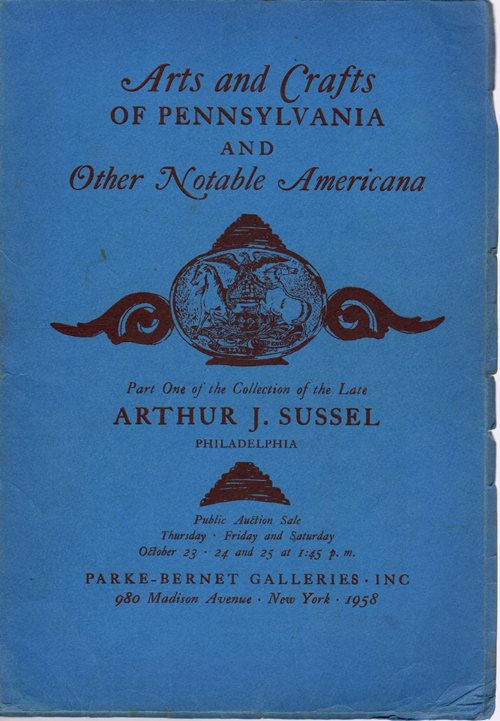 Arts and Crafts
OF PENNSYLVANIA
AND
Other Notable Americana
Part One of the Collection of the Late
ARTHUR J. SUSSEL
PHILADELPHIA
Public Auction Sale
Thursday · Friday and Saturday
October 23 · 24 and 25 at 1:45 p. m.
PARKE-BERNET GALLERIES · INC
980 Madison Avenue · New York · 1958